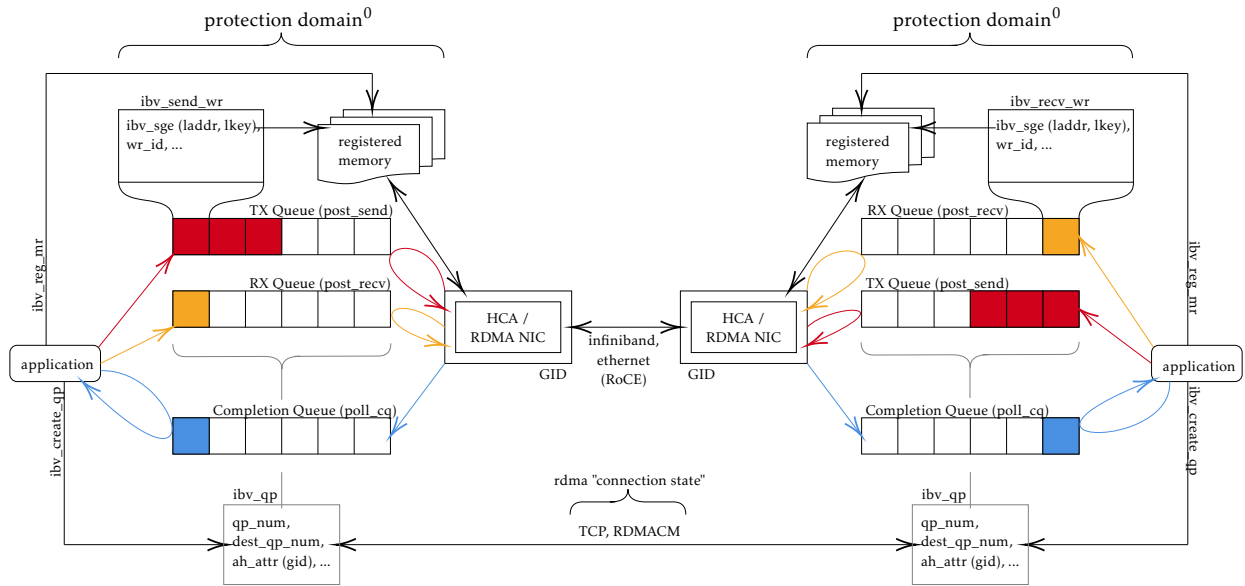 protection domain0
protection domain0
ibv_send_wr
ibv_sge (laddr, lkey),
wr_id, ...
registered
memory
ibv_recv_wr
ibv_sge (laddr, lkey),
wr_id, ...
registered
memory
TX Queue (post_send)
RX Queue (post_recv)
ibv_reg_mr
ibv_reg_mr
RX Queue (post_recv)
TX Queue (post_send)
HCA /
RDMA NIC
GID
infiniband,
ethernet
(RoCE)
HCA /
RDMA NIC
GID
application
application
ibv_create_qp
ibv_create_qp
Completion Queue (poll_cq)
Completion Queue (poll_cq)
ibv_qp
qp_num,
dest_qp_num,
ah_attr (gid), ...
rdma "connection state"
TCP, RDMACM
ibv_qp
qp_num,
dest_qp_num,
ah_attr (gid), ...